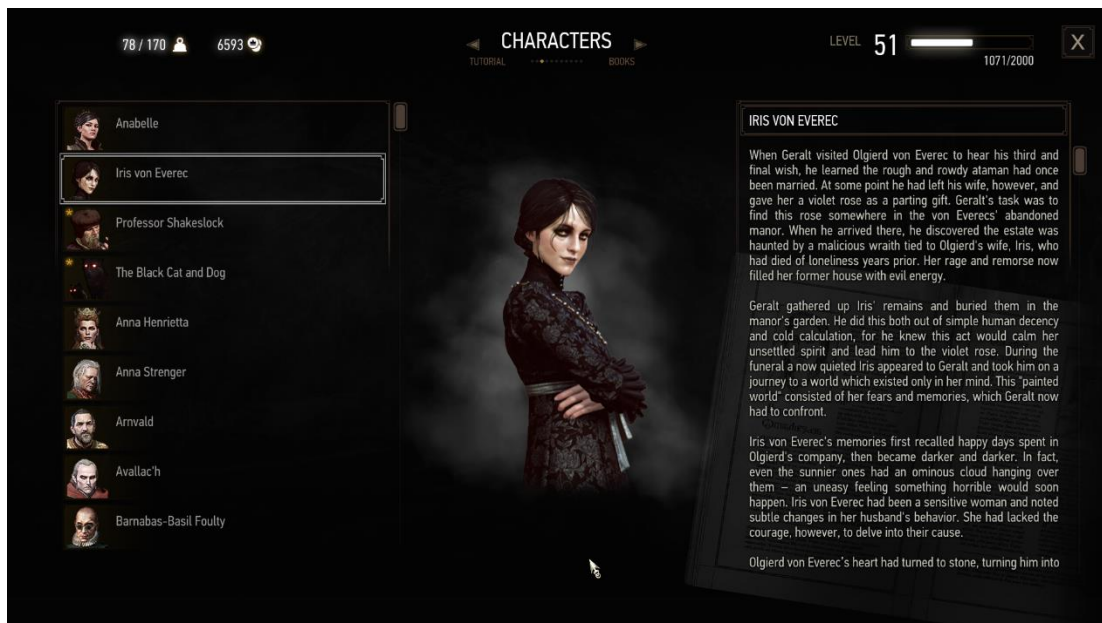 78 / 170
6593
CHARACTERS
TUTORIAL
BOOKS
LEVEL 51
1071/2000
X
Anabelle
Iris von Everec
Professor Shakeslock
The Black Cat and Dog
Anna Henrietta
Anna Strenger
Arnvald
Avallac'h
Barnabas-Basil Foulty
IRIS VON EVEREC
When Geralt visited Olgierd von Everec to hear his third and
final wish, he learned the rough and rowdy ataman had once
been married. At some point he had left his wife, however, and
gave her a violet rose as a parting gift. Geralt's task was to
find this rose somewhere in the von Everecs' abandoned
manor. When he arrived there, he discovered the estate was
haunted by a malicious wraith tied to Olgierd's wife, Iris, who
had died of loneliness years prior. Her rage and remorse now
filled her former house with evil energy.
Geralt gathered up Iris' remains and buried them in the
manor's garden. He did this both out of simple human decency
and cold calculation, for he knew this act would calm her
unsettled spirit and lead him to the violet rose. During the
funeral a now quieted Iris appeared to Geralt and took him on a
journey to a world which existed only in her mind. This "painted
world" consisted of her fears and memories, which Geralt now
had to confront.
Iris von Everec's memories first recalled happy days spent in
Olgierd's company, then became darker and darker. In fact,
even the sunnier ones had an ominous cloud hanging over
them – an uneasy feeling something horrible would soon
happen. Iris von Everec had been a sensitive woman and noted
subtle changes in her husband's behavior. She had lacked the
courage, however, to delve into their cause.
Olgierd von Everec's heart had turned to stone, turning him into